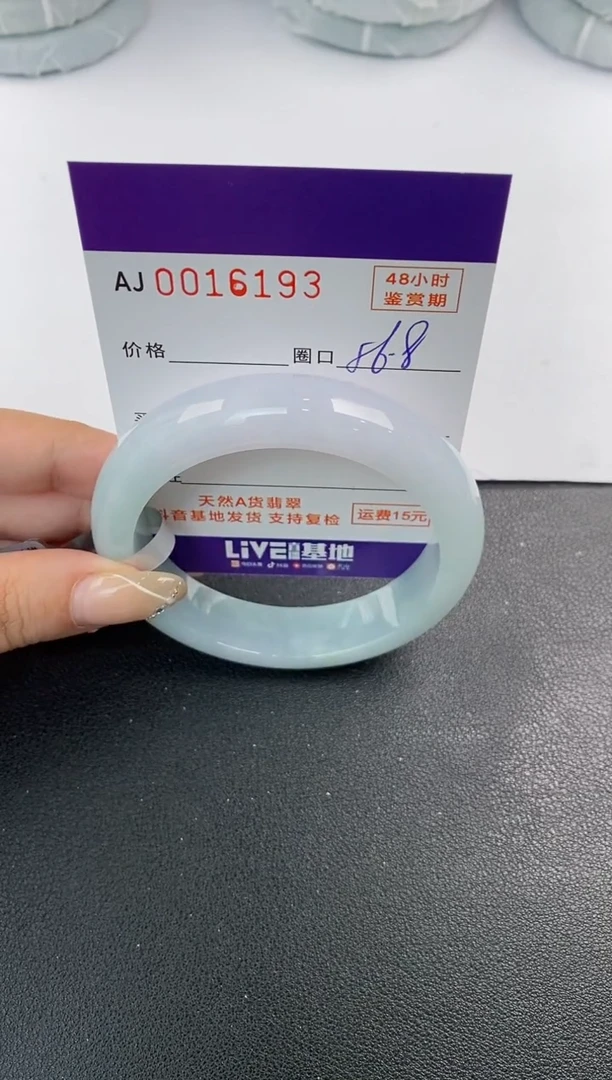 AJ 0016193
48小时
鉴赏期
价格
圈口 56-8
天然A货翡翠
抖音基地发货 支持复检
运费15元
LiVE 基地